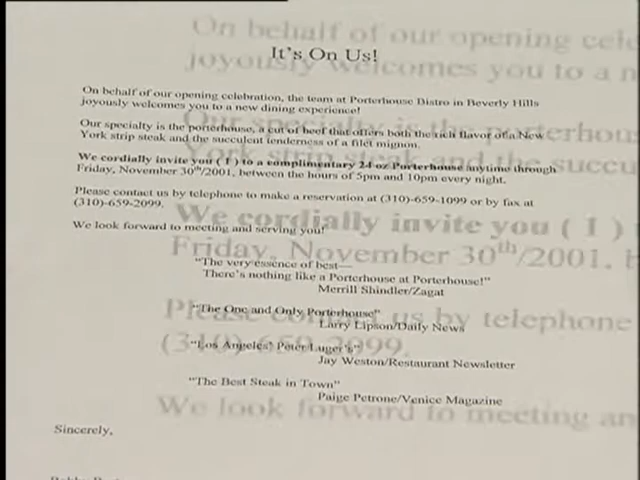 It's On Us!
On behalf of our opening celebration, the team at Porterhouse Bistro in Beverly Hills
joyously welcomes you to a new dining experience!
Our specialty is the porterhouse, a cut of beef that offers both the rich flavor of a New
York strip steak and the succulent tenderness of a filet mignon.
We cordially invite you ( 1 ) to a complimentary 24 oz Porterhouse anytime through
Friday, November 30th/2001, between the hours of 5pm and 10pm every night.
Please contact us by telephone to make a reservation at (310)-659-1099 or by fax at
(310)-659-2099.
We look forward to meeting and serving you!
"The very essence of best—
There's nothing like a Porterhouse at Porterhouse!"
Merrill Shindler/Zagat
"The One and Only Porterhouse"
Larry Lipson/Daily News
"Los Angeles' Peter Luger's"
Jay Weston/Restaurant Newsletter
"The Best Steak in Town"
Paige Petrone/Venice Magazine
Sincerely,
On behalf of our opening cele
joyously welcomes you to a n
Our specialty is the porterhou
York strip steak and the succu
We cordially invite you ( 1 )
Friday, November 30th/2001, b
Please contact us by telephone
(310)-659-2099.
We look forward to meeting an